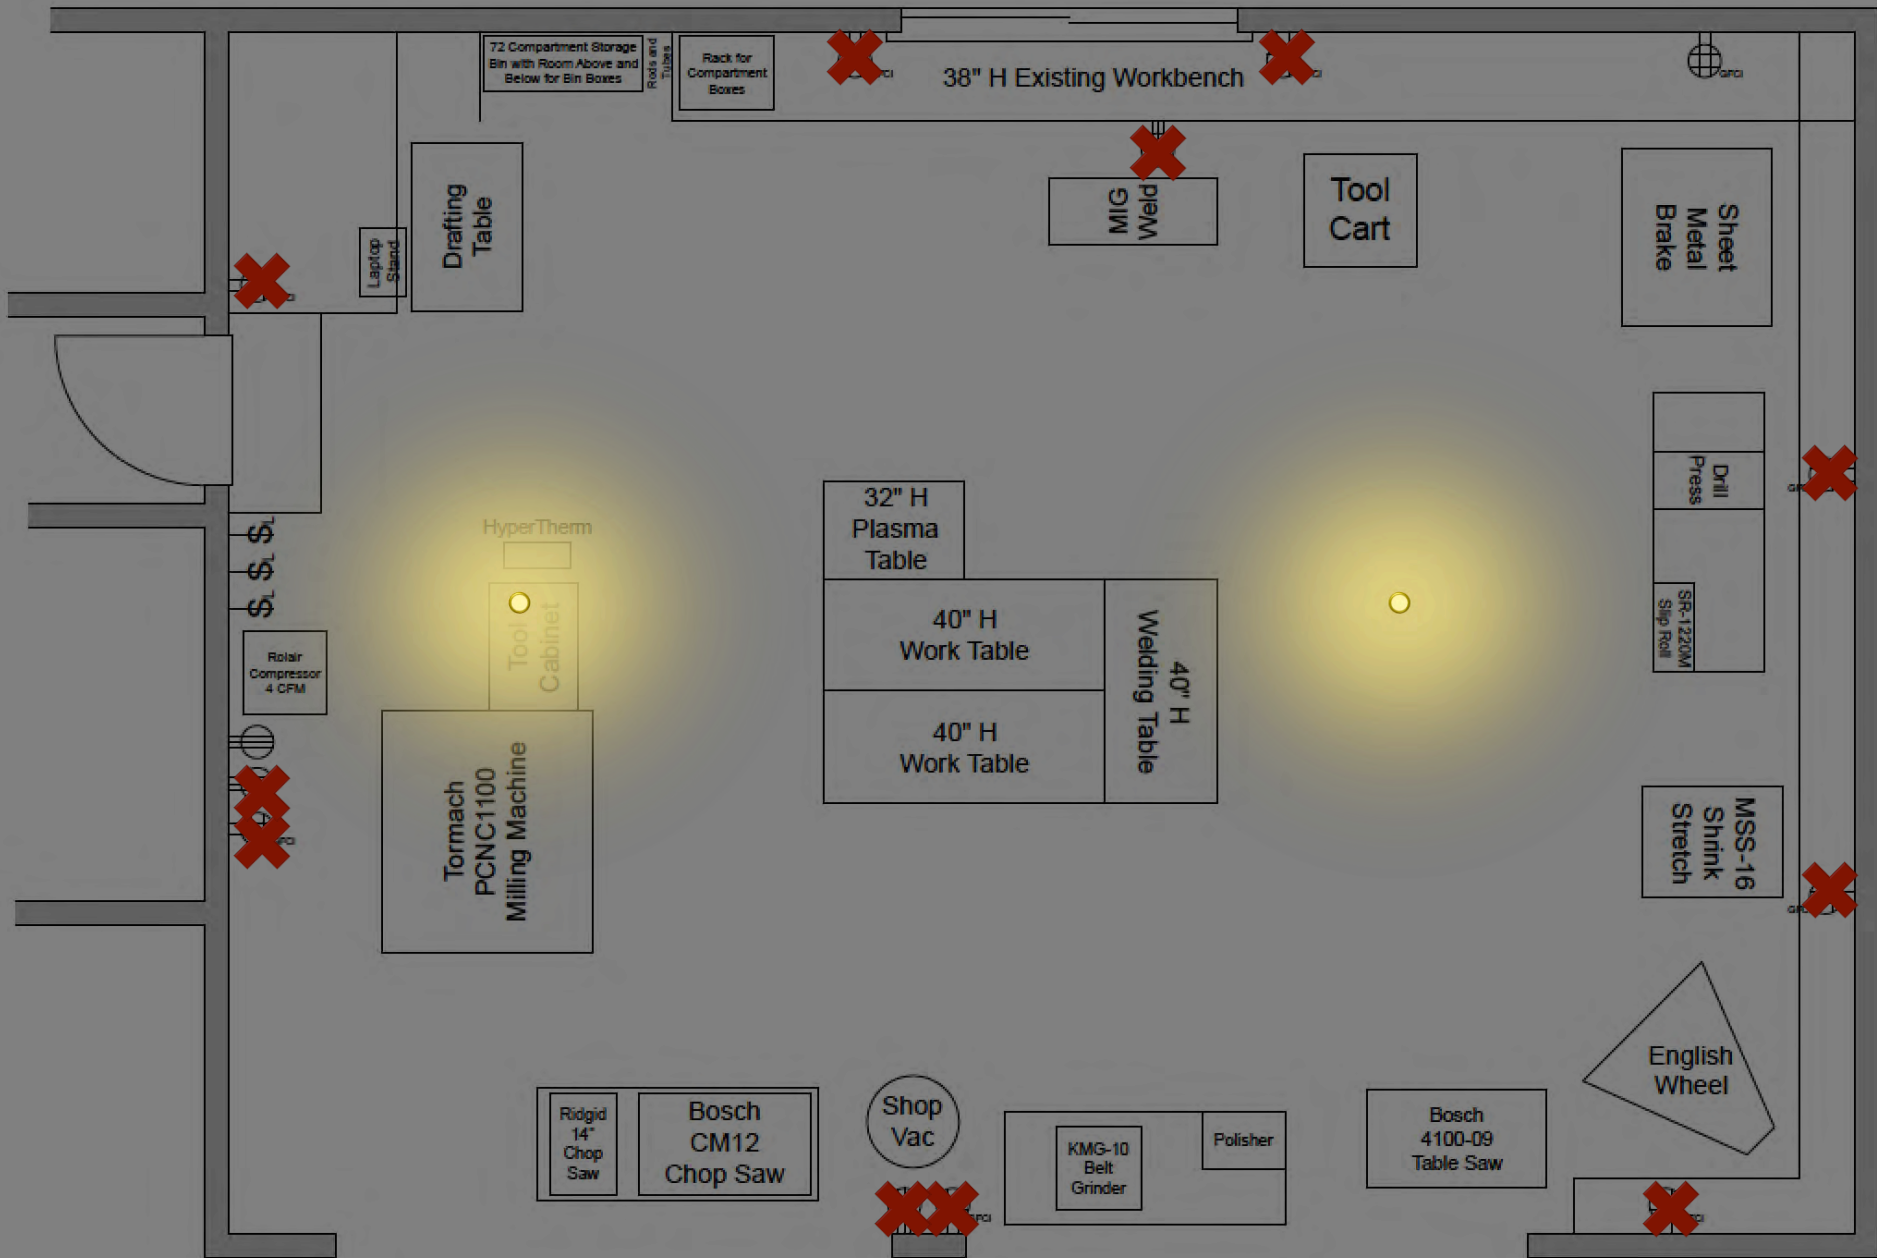 72 Compartment Storage
Bin with Room Above and
Below for Bin Boxes
Rods and
Tubes
Rack for
Compartment
Boxes
38" H Existing Workbench
GFCI
Drafting
Table
Laptop
Stand
MIG
Weld
Tool
Cart
Sheet
Metal
Brake
HyperTherm
Tool
Cabinet
32" H
Plasma
Table
40" H
Work Table
40" H
Work Table
40" H
Welding Table
Drill
Press
SR-1220M
Slip Roll
$L
$L
$L
Rolair
Compressor
4 CFM
Tormach
PCNC1100
Milling Machine
MSS-16
Shrink
Stretch
English
Wheel
Ridgid
14"
Chop
Saw
Bosch
CM12
Chop Saw
Shop
Vac
KMG-10
Belt
Grinder
Polisher
Bosch
4100-09
Table Saw